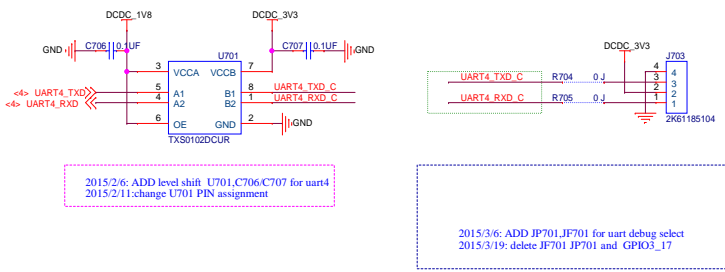 DCDC_1V8
DCDC_3V3
GND
C706
0.1UF
U701
C707
0.1UF
GND
3
VCCA
VCCB
7
<4> UART4_TXD
5
A1
B1
8
UART4_TXD_C
<4> UART4_RXD
4
A2
B2
1
UART4_RXD_C
6
OE
GND
2
GND
TXS0102DCUR
DCDC_3V3
J703
UART4_TXD_C
R704
0 J
UART4_RXD_C
R705
0 J
4
4
3
3
2
2
1
1
2K61185104
2015/2/6: ADD level shift U701,C706/C707 for uart4
2015/2/11:change U701 PIN assignment
2015/3/6: ADD JP701,JF701 for uart debug select
2015/3/19: delete JF701 JP701 and GPIO3_17